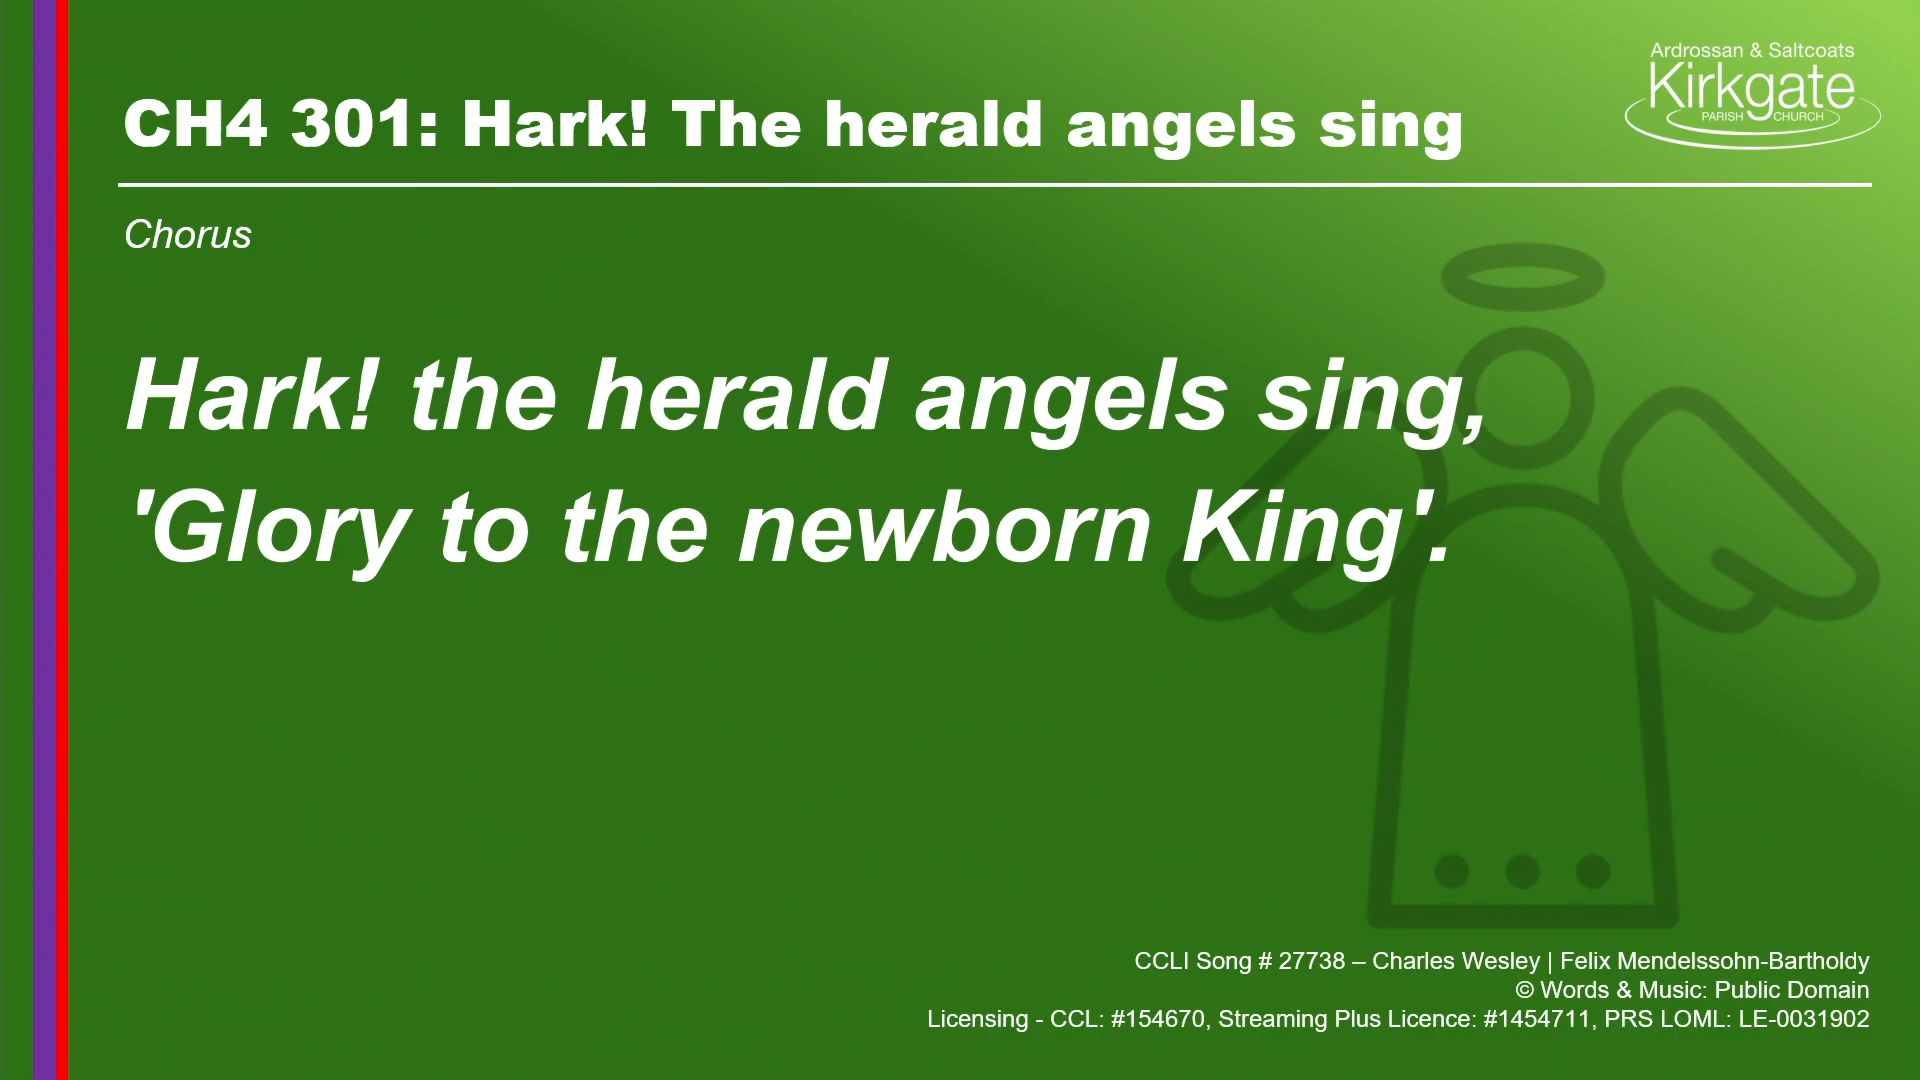 CH4 301: Hark! The herald angels sing
Ardrossan & Saltcoats
Kirkgate
PARISH CHURCH
Chorus
Hark! the herald angels sing,
'Glory to the newborn King'.
CCLI Song # 27738 – Charles Wesley | Felix Mendelssohn-Bartholdy
© Words & Music: Public Domain
Licensing - CCL: #154670, Streaming Plus Licence: #1454711, PRS LOML: LE-0031902